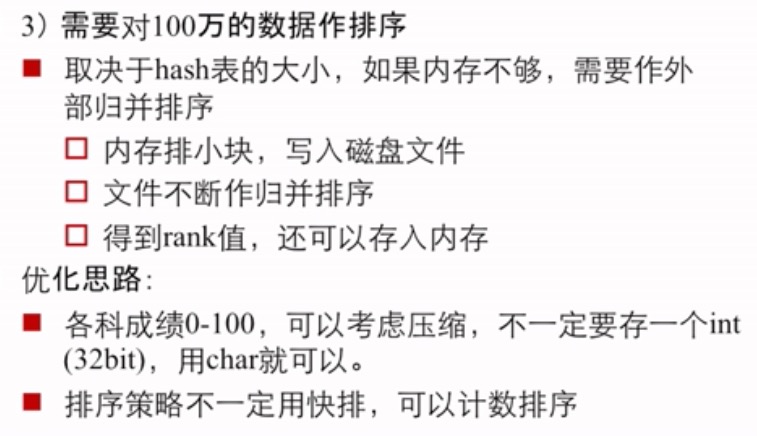 3）需要对100万的数据作排序
取决于hash表的大小，如果内存不够，需要作外
部归并排序
内存排小块，写入磁盘文件
文件不断作归并排序
得到rank值，还可以存入内存
优化思路：
各科成绩0-100，可以考虑压缩，不一定要存一个int
(32bit)，用char就可以。
排序策略不一定用快排，可以计数排序